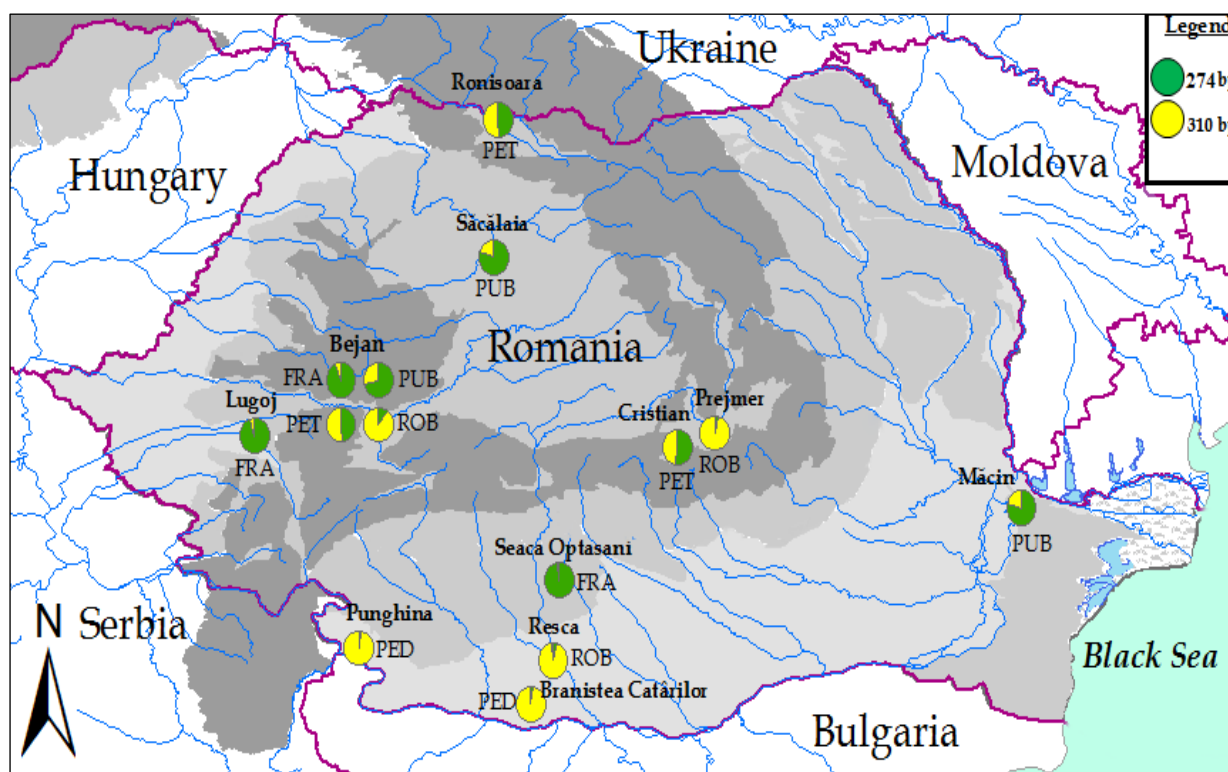 Ukraine
Legend
274 b
310 b
Ronisoara
PET
Moldova
Hungary
Săcălaia
PUB
Romania
Bejan
FRA
PUB
PET
ROB
Lugoj
FRA
Cristian
PET
Prejmer
ROB
Măcin
PUB
Seaca Optasani
FRA
N
Serbia
Punghina
PED
Resca
ROB
PED
Branistea Catârilor
Black Sea
Bulgaria